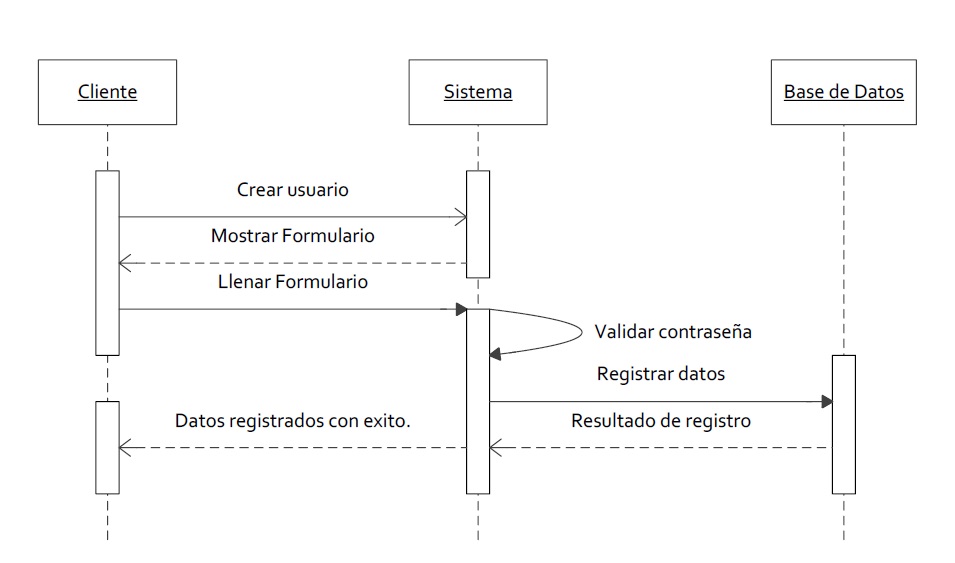 Cliente
Sistema
Base de Datos
Crear usuario
Mostrar Formulario
Llenar Formulario
Validar contraseña
Registrar datos
Datos registrados con exito.
Resultado de registro